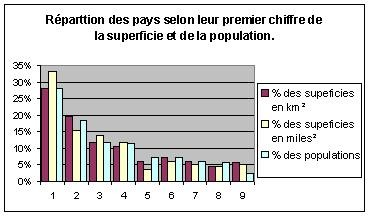 Réparttion des pays selon leur premier chiffre de
la superficie et de la population.
35%
30%
25%
20%
15%
10%
5%
0%
1 2 3 4 5 6 7 8 9
% des supeficies
en km²
% des supeficies
en miles²
% des populations